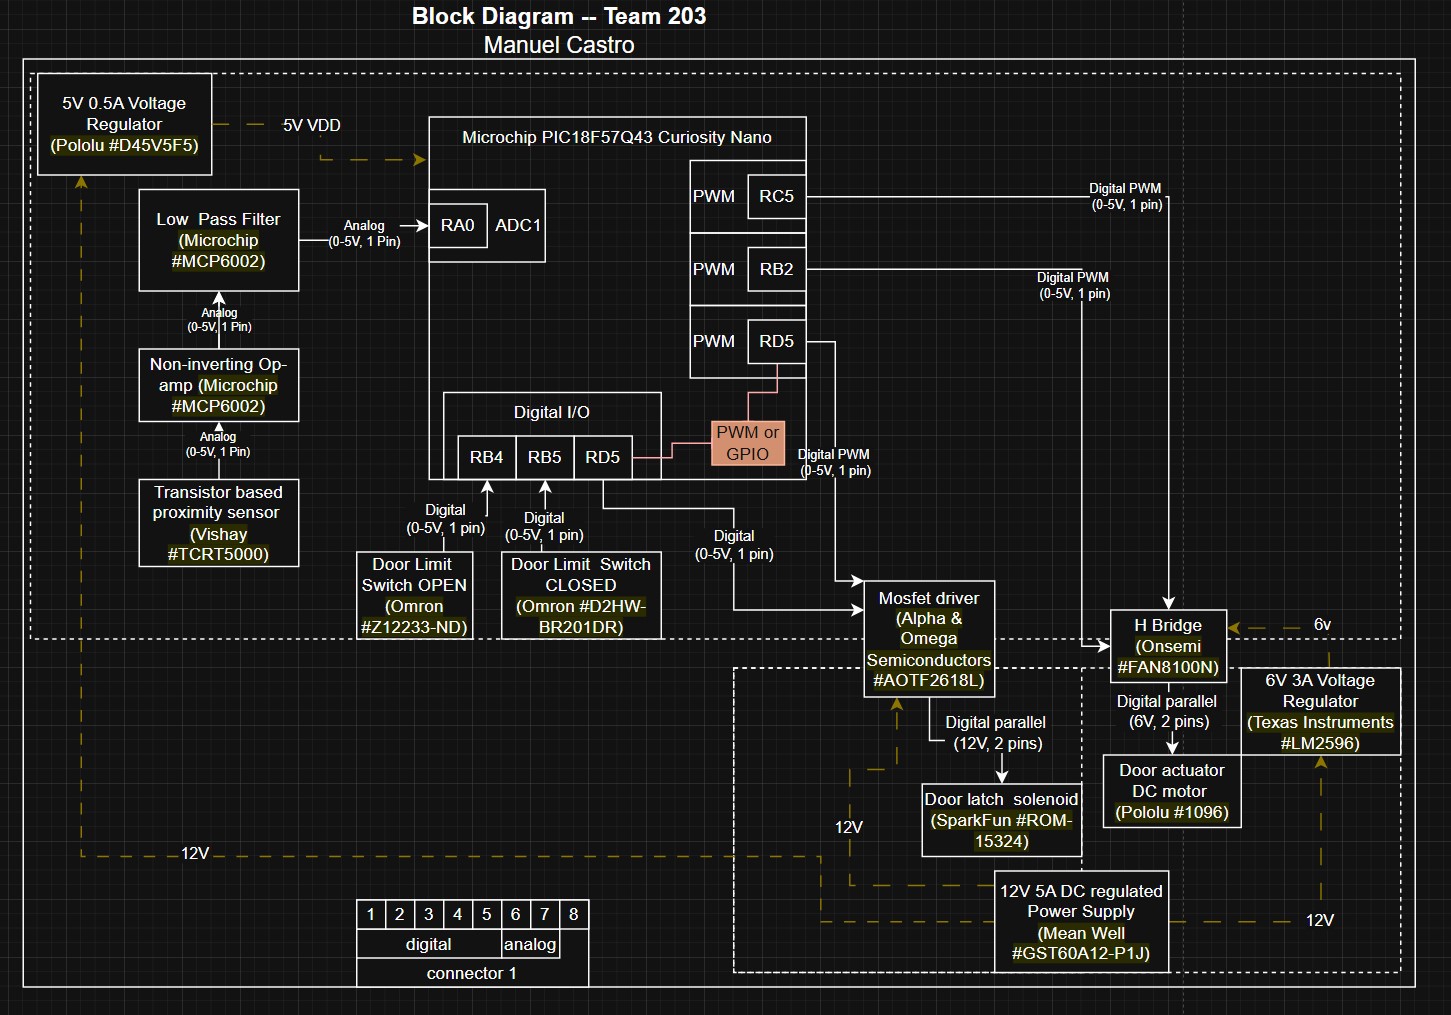 Block Diagram -- Team 203
Manuel Castro
5V 0.5A Voltage
Regulator
(Pololu #D45V5F5)
5V VDD
Microchip PIC18F57Q43 Curiosity Nano
PWM
RC5
Digital PWM
(0-5V, 1 pin)
Low Pass Filter
(Microchip
#MCP6002)
Analog
(0-5V, 1 Pin)
RA0
ADC1
PWM
RB2
Digital PWM
(0-5V, 1 pin)
Analog
(0-5V, 1 Pin)
PWM
RD5
Non-inverting Op-
amp (Microchip
#MCP6002)
Analog
(0-5V, 1 Pin)
Digital I/O
RB4
RB5
RD5
PWM or
GPIO
Digital PWM
(0-5V, 1 pin)
Transistor based
proximity sensor
(Vishay
#TCRT5000)
Digital
(0-5V, 1 pin)
Digital
(0-5V, 1 pin)
Digital
(0-5V, 1 pin)
Door Limit
Switch OPEN
(Omron
#Z12233-ND)
Door Limit Switch
CLOSED
(Omron #D2HW-
BR201DR)
Mosfet driver
(Alpha &
Omega
Semiconductors
#AOTF2618L)
H Bridge
(Onsemi
#FAN8100N)
6v
6V 3A Voltage
Regulator
(Texas Instruments
#LM2596)
Digital parallel
(12V, 2 pins)
Digital parallel
(6V, 2 pins)
Door actuator
DC motor
(Pololu #1096)
Door latch solenoid
(SparkFun #ROM-
15324)
12V
12V
12V 5A DC regulated
Power Supply
(Mean Well
#GST60A12-P1J)
12V
1 2 3 4 5 6 7 8
digital
analog
connector 1